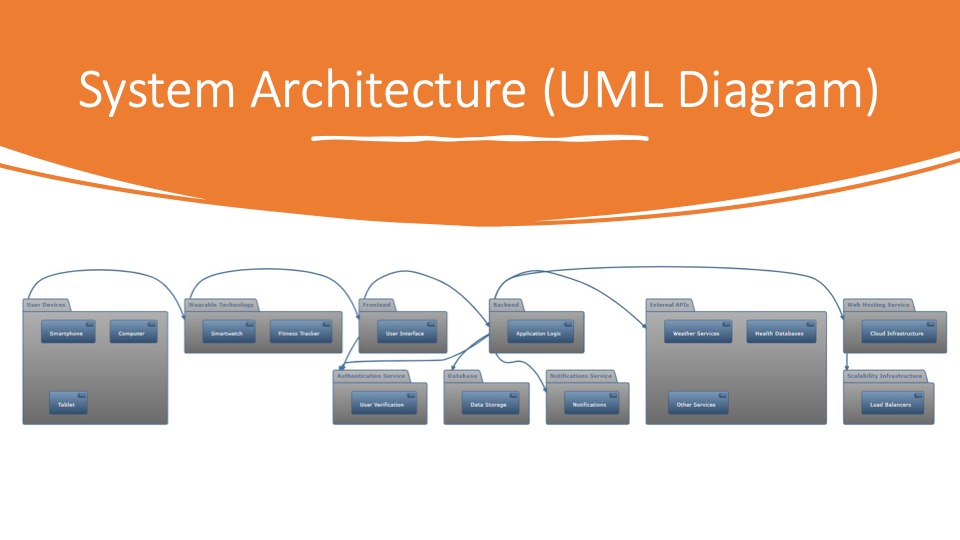 System Architecture (UML Diagram)
User Devices
Smartphone
Computer
Tablet
Wearable Technology
Smartwatch
Fitness Tracker
Frontend
User Interface
Backend
Application Logic
Authentication Service
User Verification
Database
Data Storage
Notifications Service
Notifications
External APIs
Weather Services
Health Databases
Other Services
Web Hosting Service
Cloud Infrastructure
Scalability Infrastructure
Load Balancers